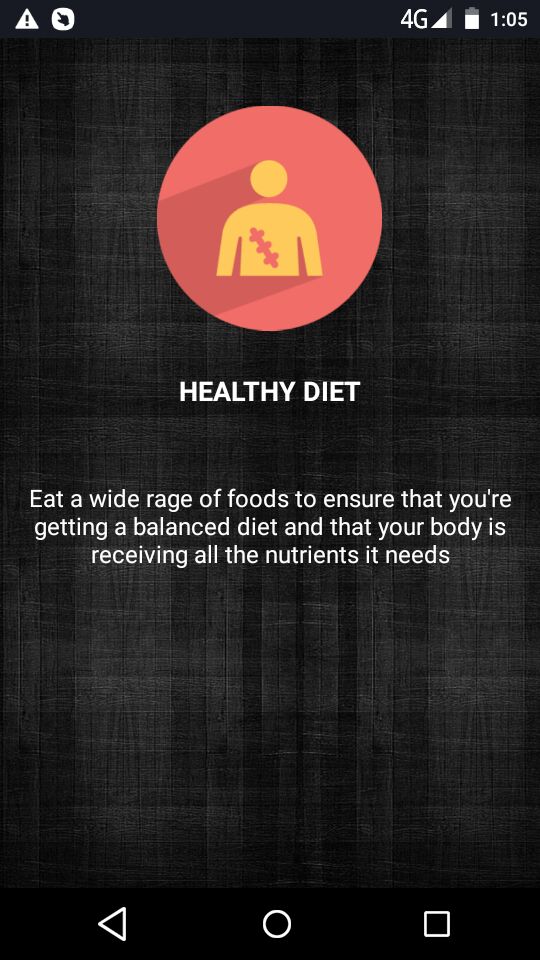 4G 1:05
HEALTHY DIET
Eat a wide rage of foods to ensure that you're
getting a balanced diet and that your body is
receiving all the nutrients it needs